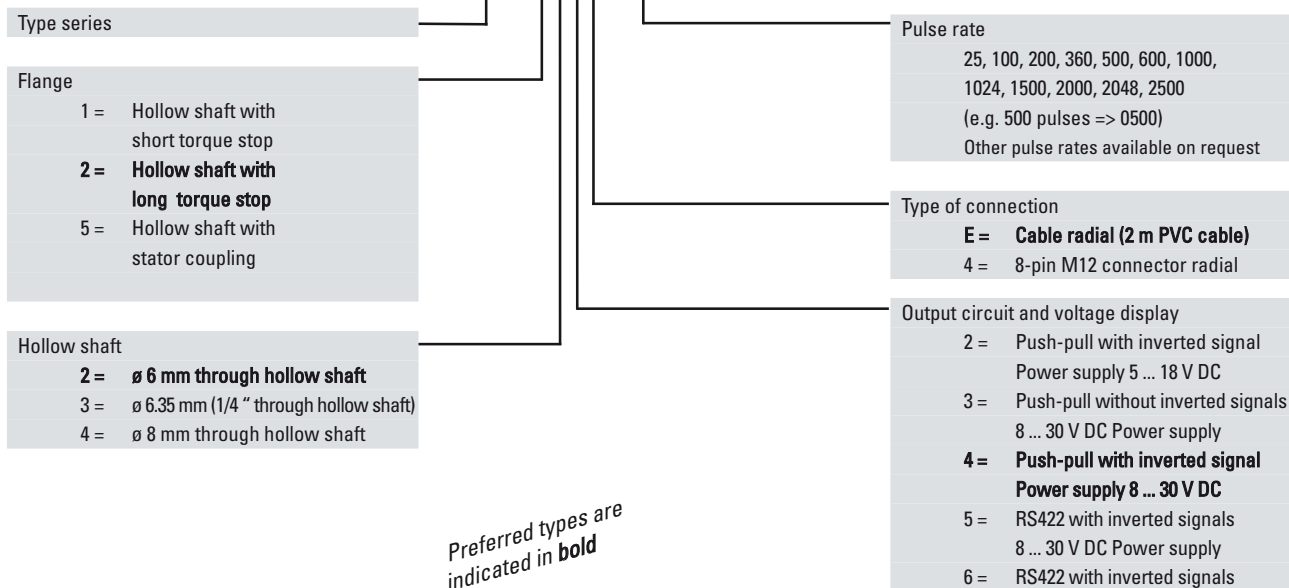 Type series
Flange
1 = Hollow shaft with
short torque stop
2 = Hollow shaft with
long torque stop
5 = Hollow shaft with
stator coupling
Hollow shaft
2 = ø 6 mm through hollow shaft
3 = ø 6.35 mm (1/4 “ through hollow shaft)
4 = ø 8 mm through hollow shaft
Preferred types are
indicated in bold
Pulse rate
25, 100, 200, 360, 500, 600, 1000,
1024, 1500, 2000, 2048, 2500
(e.g. 500 pulses => 0500)
Other pulse rates available on request
Type of connection
E = Cable radial (2 m PVC cable)
4 = 8-pin M12 connector radial
Output circuit and voltage display
2 = Push-pull with inverted signal
Power supply 5 ... 18 V DC
3 = Push-pull without inverted signals
8 ... 30 V DC Power supply
4 = Push-pull with inverted signal
Power supply 8 ... 30 V DC
5 = RS422 with inverted signals
8 ... 30 V DC Power supply
6 = RS422 with inverted signals